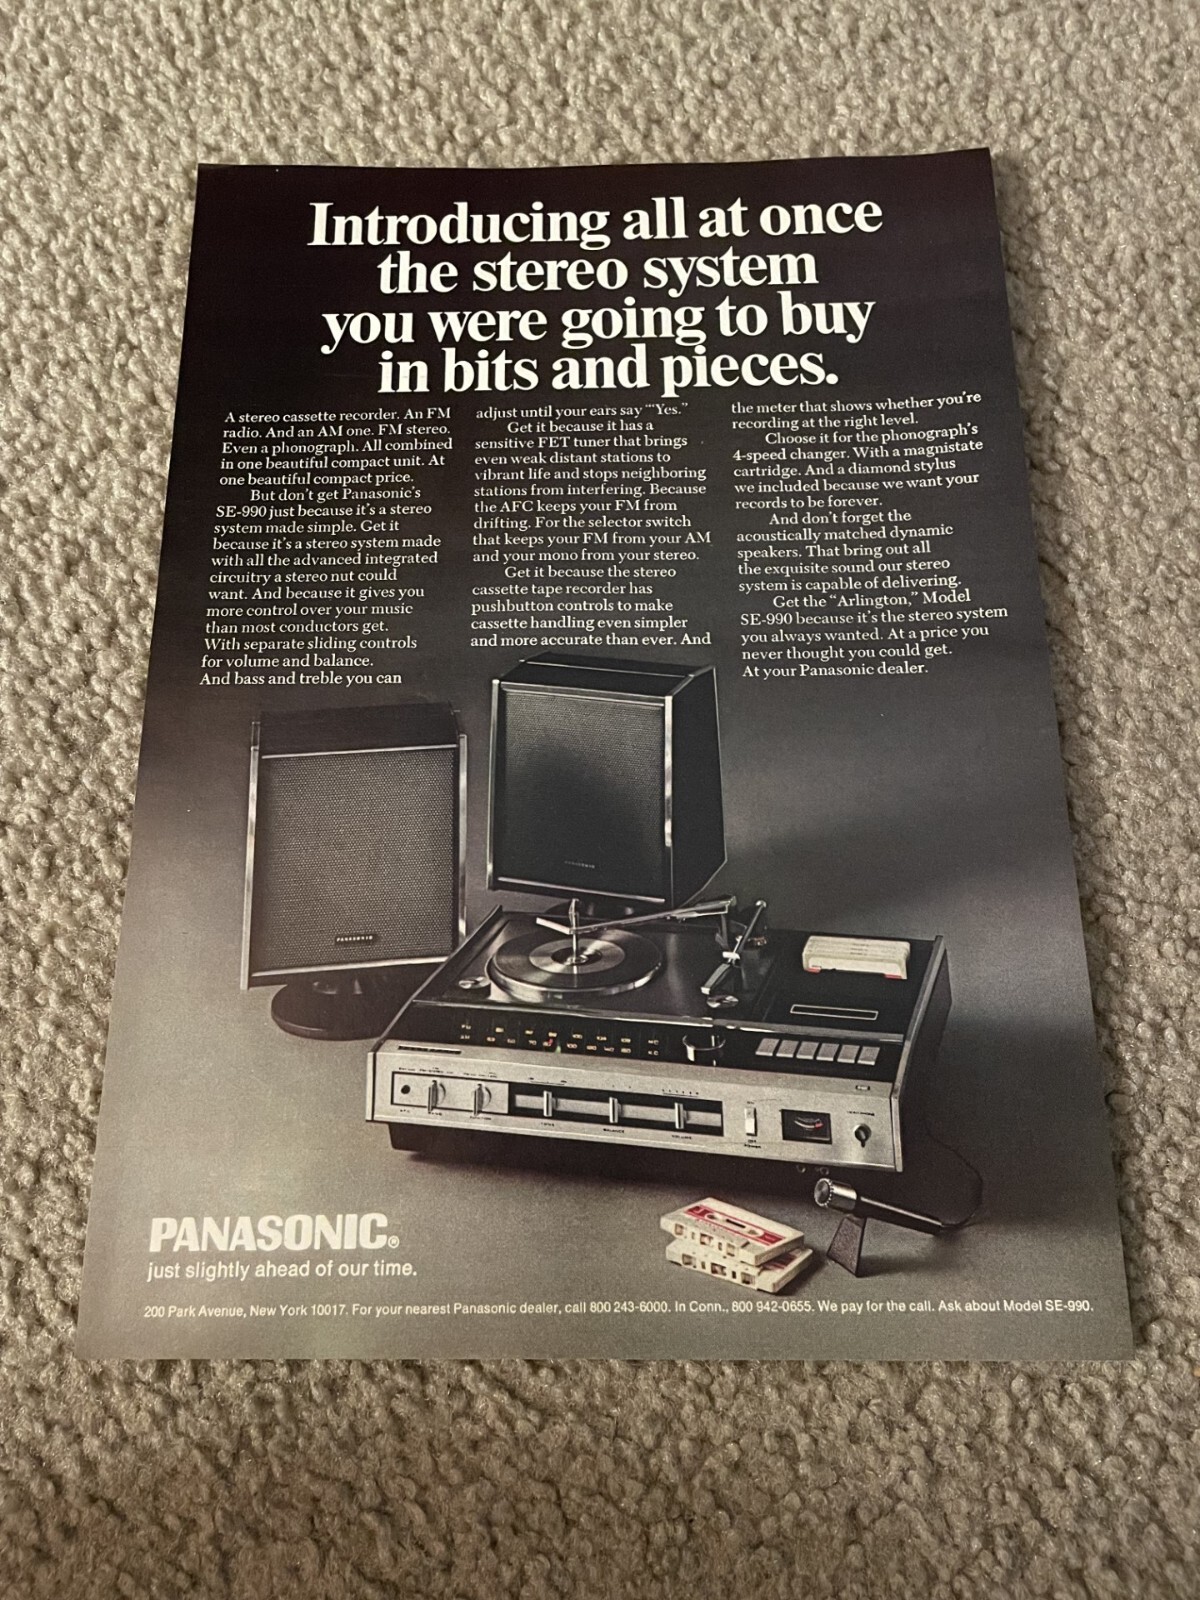 Introducing all at once
the stereo system
you were going to buy
in bits and pieces.
A stereo cassette recorder. An FM
radio. And an AM one. FM stereo.
Even a phonograph. All combined
in one beautiful compact unit. At
one beautiful compact price.
But don't get Panasonic's
SE-990 just because it's a stereo
system made simple. Get it
because it's a stereo system made
with all the advanced integrated
circuitry a stereo nut could
want. And because it gives you
more control over your music
than most conductors get.
With separate sliding controls
for volume and balance.
And bass and treble you can
adjust until your ears say "'Yes."
Get it because it has a
sensitive FET tuner that brings
even weak distant stations to
vibrant life and stops neighboring
stations from interfering. Because
the AFC keeps your FM from
drifting. For the selector switch
that keeps your FM from your AM
and your mono from your stereo.
Get it because the stereo
cassette tape recorder has
pushbutton controls to make
cassette handling even simpler
and more accurate than ever. And
the meter that shows whether you're
recording at the right level.
Choose it for the phonograph's
4-speed changer. With a magnistate
cartridge. And a diamond stylus
we included because we want your
records to be forever.
And don't forget the
acoustically matched dynamic
speakers. That bring out all
the exquisite sound our stereo
system is capable of delivering.
Get the "Arlington," Model
SE-990 because it's the stereo system
you always wanted. At a price you
never thought you could get.
At your Panasonic dealer.
PANASONIC
PANASONIC
FM
BALANCE
VOLUME
POWER
PANASONIC®
just slightly ahead of our time.
200 Park Avenue, New York 10017. For your nearest Panasonic dealer, call 800 243-6000. In Conn., 800 942-0655. We pay for the call. Ask about Model SE-990.